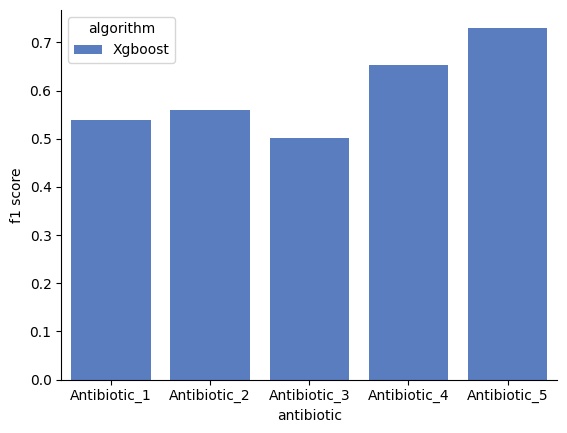 algorithm
Xgboost
f1 score
0.7
0.6
0.5
0.4
0.3
0.2
0.1
0.0
Antibiotic_1 Antibiotic_2 Antibiotic_3 Antibiotic_4 Antibiotic_5
antibiotic